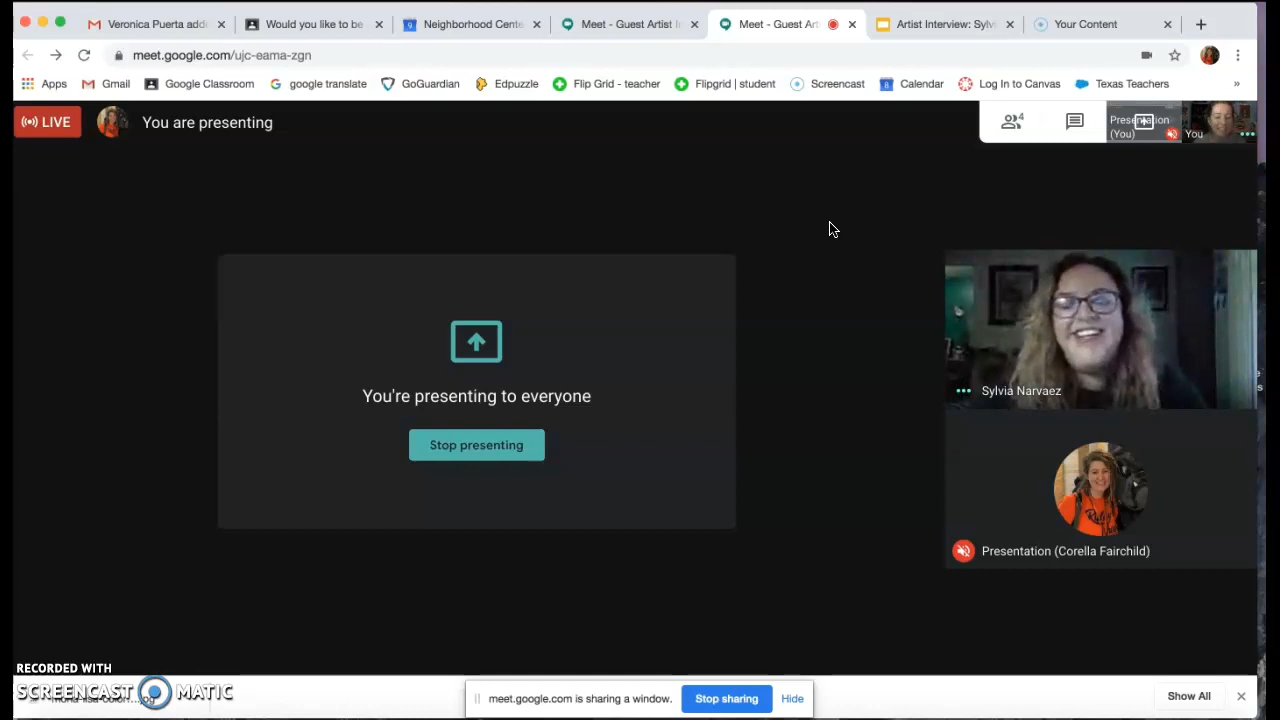 Veronica Puerta add
Would you like to be
Neighborhood Cente
Meet - Guest Artist I
Meet - Guest Art
Artist Interview: Sylv
Your Content
meet.google.com/ujc-eama-zgn
Apps
Gmail
Google Classroom
google translate
GoGuardian
Edpuzzle
Flip Grid - teacher
Flipgrid | student
Screencast
Calendar
Log In to Canvas
Texas Teachers
»
LIVE
You are presenting
4
Presentation
(You)
You
You're presenting to everyone
Stop presenting
Sylvia Narvaez
Presentation (Corella Fairchild)
RECORDED WITH
SCREENCAST MATIC
meet.google.com is sharing a window.
Stop sharing
Hide
Show All